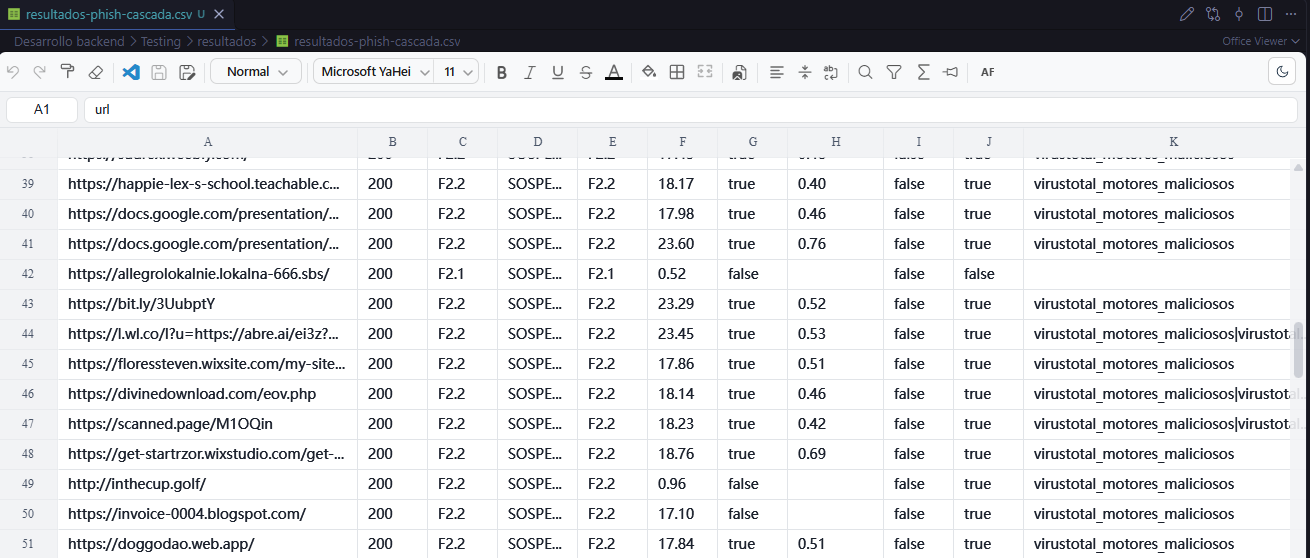 resultados-phish-cascada.csv U
Desarrollo backend > Testing > resultados > resultados-phish-cascada.csv
Office Viewer
Normal Microsoft YaHei 11 B I U S A AF
A1 url
A B C D E F G H I J K
39 https://happie-lex-s-school.teachable.c... 200 F2.2 SOSPE... F2.2 18.17 true 0.40 false true virustotal_motores_maliciosos
40 https://docs.google.com/presentation/... 200 F2.2 SOSPE... F2.2 17.98 true 0.46 false true virustotal_motores_maliciosos
41 https://docs.google.com/presentation/... 200 F2.2 SOSPE... F2.2 23.60 true 0.76 false true virustotal_motores_maliciosos
42 https://allegrolokalnie.lokalna-666.sbs/ 200 F2.1 SOSPE... F2.1 0.52 false false false
43 https://bit.ly/3UubptY 200 F2.2 SOSPE... F2.2 23.29 true 0.52 false true virustotal_motores_maliciosos
44 https://l.wl.co/l?u=https://abre.ai/ei3z?... 200 F2.2 SOSPE... F2.2 23.45 true 0.53 false true virustotal_motores_maliciosos|virustotal...
45 https://floressteven.wixsite.com/my-site... 200 F2.2 SOSPE... F2.2 17.86 true 0.51 false true virustotal_motores_maliciosos
46 https://divinedownload.com/eov.php 200 F2.2 SOSPE... F2.2 18.14 true 0.46 false true virustotal_motores_maliciosos|virustotal...
47 https://scanned.page/M1OQin 200 F2.2 SOSPE... F2.2 18.23 true 0.42 false true virustotal_motores_maliciosos|virustotal...
48 https://get-startrzor.wixstudio.com/get-... 200 F2.2 SOSPE... F2.2 18.76 true 0.69 false true virustotal_motores_maliciosos
49 http://inthecup.golf/ 200 F2.2 SOSPE... F2.2 0.96 false false true virustotal_motores_maliciosos
50 https://invoice-0004.blogspot.com/ 200 F2.2 SOSPE... F2.2 17.10 false false true virustotal_motores_maliciosos
51 https://doggodao.web.app/ 200 F2.2 SOSPE... F2.2 17.84 true 0.51 false true virustotal_motores_maliciosos